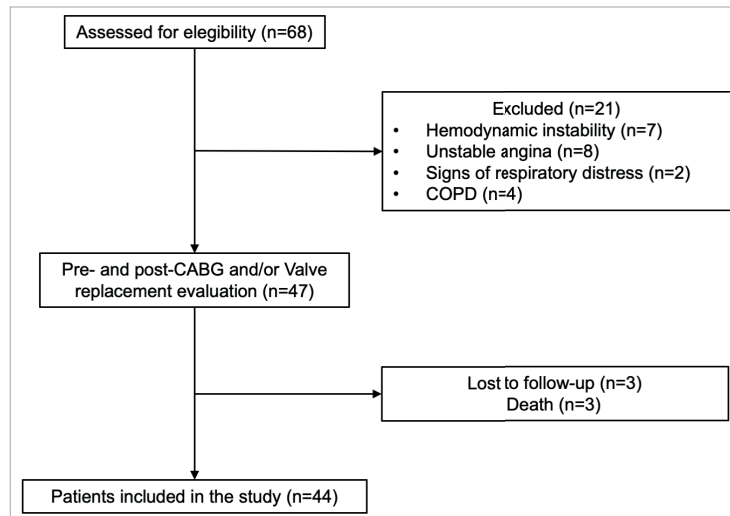 Assessed for elegibility (n=68)
Excluded (n=21)
• Hemodynamic instability (n=7)
• Unstable angina (n=8)
• Signs of respiratory distress (n=2)
• COPD (n=4)
Pre- and post-CABG and/or Valve
replacement evaluation (n=47)
Lost to follow-up (n=3)
Death (n=3)
Patients included in the study (n=44)